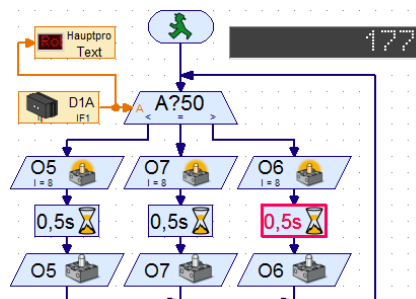 Rot
Hauptpro
Text
177
D1A
IF1
A
A?50
< = >
O5
I = 8
O7
I = 8
O6
I = 8
0,5s
0,5s
0,5s
O5
O7
O6